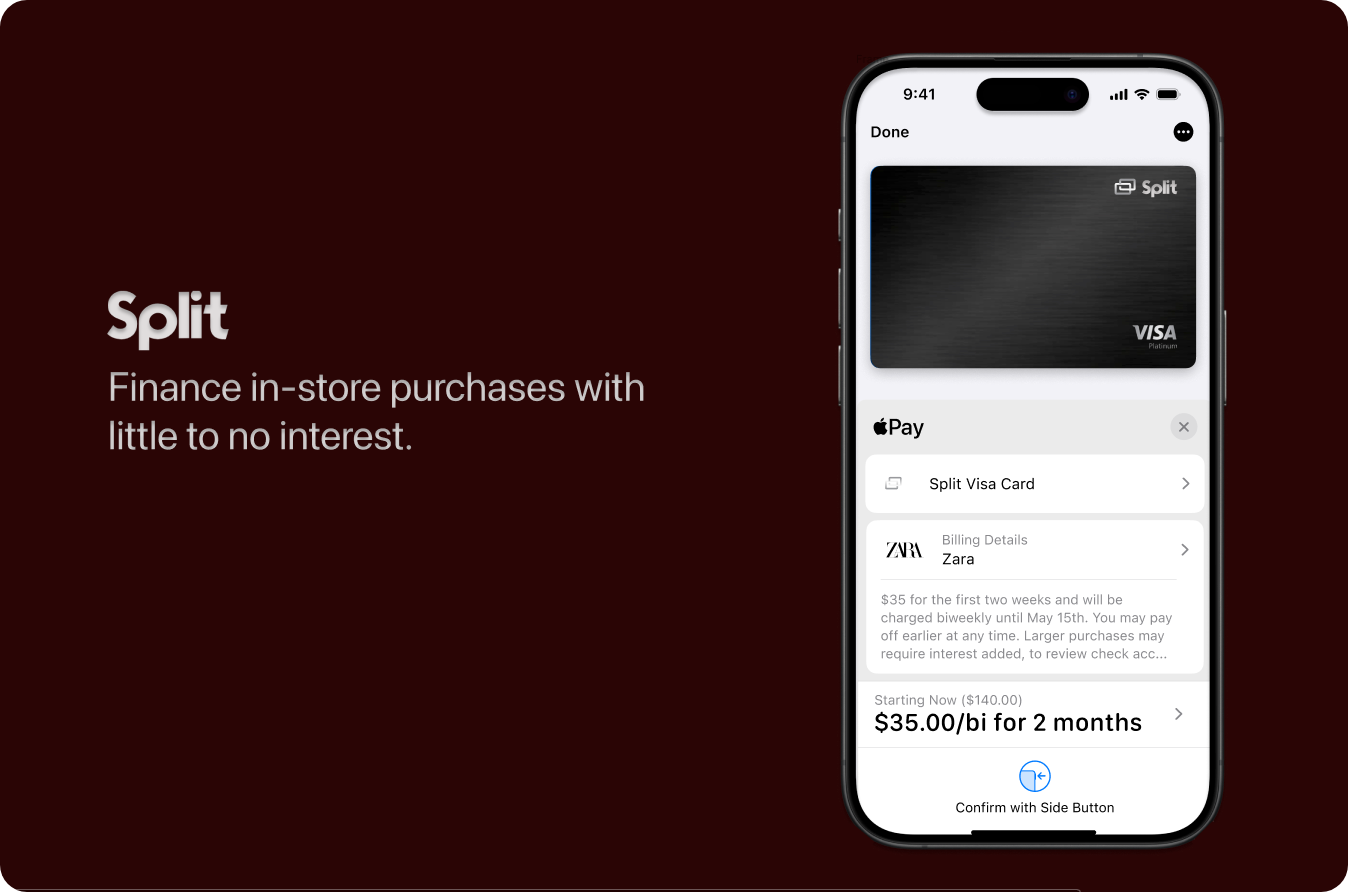 Split
Finance in-store purchases with
little to no interest.
9:41
Done
Split
VISA
Platinum
Pay
Split Visa Card
ZARA
Billing Details
Zara
$35 for the first two weeks and will be
charged biweekly until May 15th. You may pay
off earlier at any time. Larger purchases may
require interest added, to review check acc...
Starting Now ($140.00)
$35.00/bi for 2 months
Confirm with Side Button